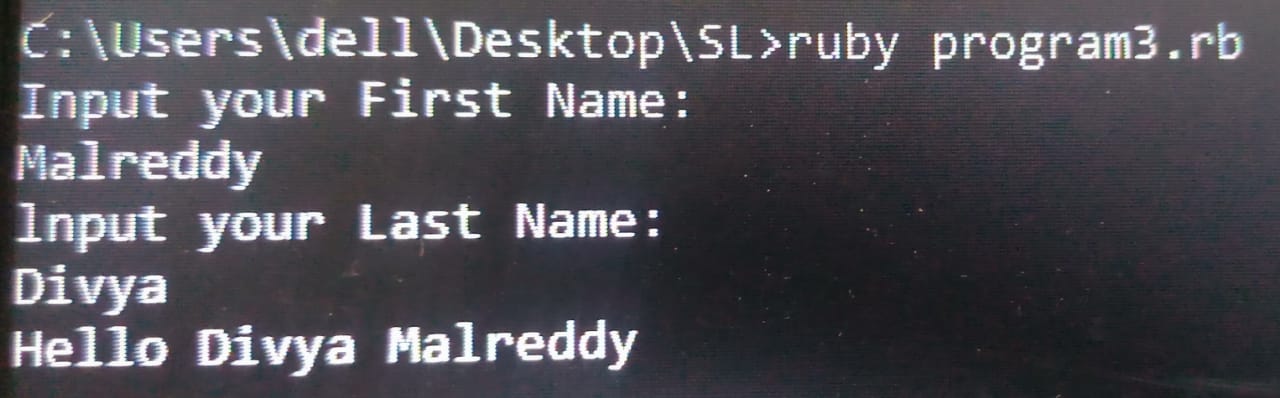 C:\Users\dell\Desktop\SL>ruby program3.rb
Input your First Name:
Malreddy
lnput your Last Name:
Divya
Hello Divya Malreddy